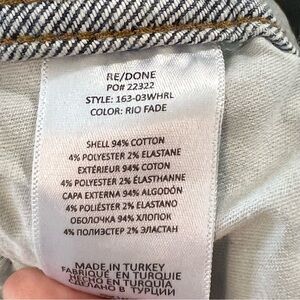 RE/DONE
PO# 22322
STYLE: 163-03WHRL
COLOR: RIO FADE
SHELL 94% COTTON
4% POLYESTER 2% ELASTANE
EXTÉRIEUR 94% COTON
4% POLYESTER 2% ÉLASTHANNE
CAPA EXTERNA 94% ALGODÓN
4% POLIÉSTER 2% ELASTANO
ОБОЛОЧКА 94% ХЛОПОК
4% ПОЛИЭСТЕР 2% ЭЛАСТАН
MADE IN TURKEY
FABRIQUÉ EN TURQUIE
HECHO EN TURQUÍA
СДЕЛАНО В ТУРЦИИ